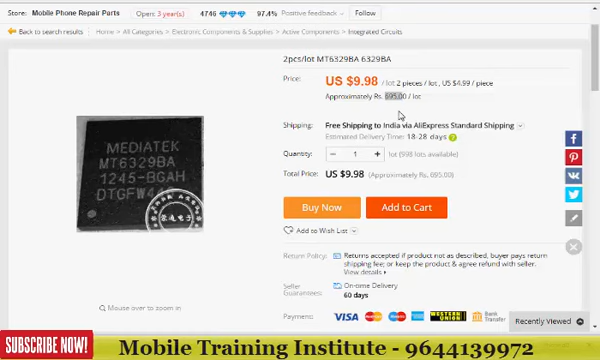 Store: Mobile Phone Repair Parts Open: 3 year(s) 4746 97.4% Positive feedback Follow
Back to search results Home > All Categories > Electronic Components & Supplies > Active Components > Integrated Circuits
2pcs/lot MT6329BA 6329BA
Price: US $9.98 / lot 2 pieces / lot , US $4.99 / piece
Approximately Rs. 695.00 / lot
Shipping: Free Shipping to India via AliExpress Standard Shipping
Estimated Delivery Time: 18-28 days
Quantity: − 1 + lot (998 lots available)
Total Price: US $9.98 (Approximately Rs. 695.00)
Buy Now Add to Cart
Add to Wish List
Return Policy: Returns accepted if product not as described, buyer pays return
shipping fee; or keep the product & agree refund with seller.
View details
Seller
Guarantees: On-time Delivery
60 days
Payment: VISA WESTERN UNION Bank Transfer
MEDIATEK
MT6329BA
1245-BGAH
Mouse over to zoom in
Recently Viewed
SUBSCRIBE NOW! Mobile Training Institute - 9644139972